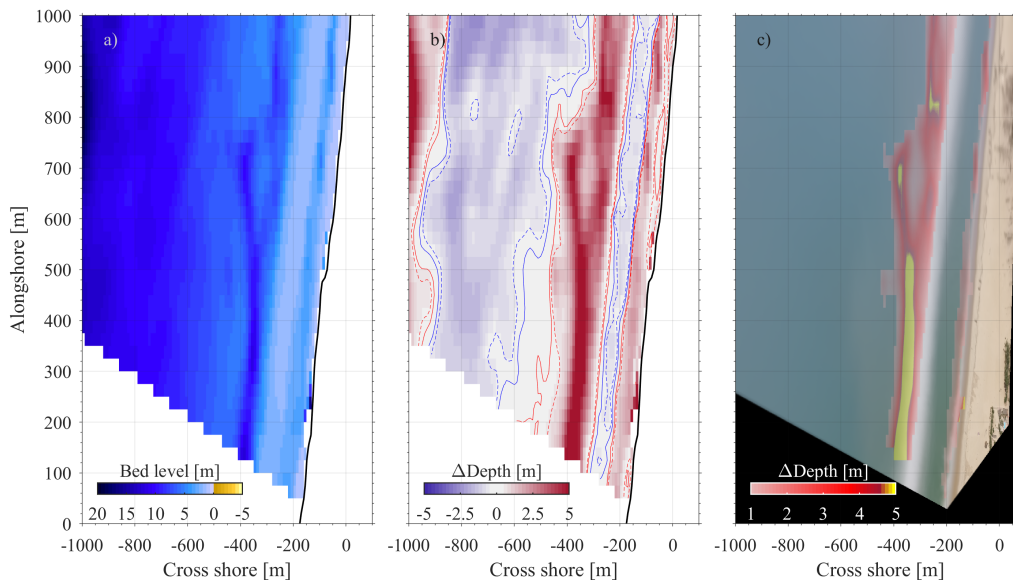 a)
b)
c)
Alongshore [m]
1000
900
800
700
600
500
400
300
200
100
0
Bed level [m]
20 15 10 5 0 -5
ΔDepth [m]
-5 -2.5 0 2.5 5
ΔDepth [m]
1 2 3 4 5
-1000 -800 -600 -400 -200 0
-1000 -800 -600 -400 -200 0
-1000 -800 -600 -400 -200 0
Cross shore [m]
Cross shore [m]
Cross shore [m]